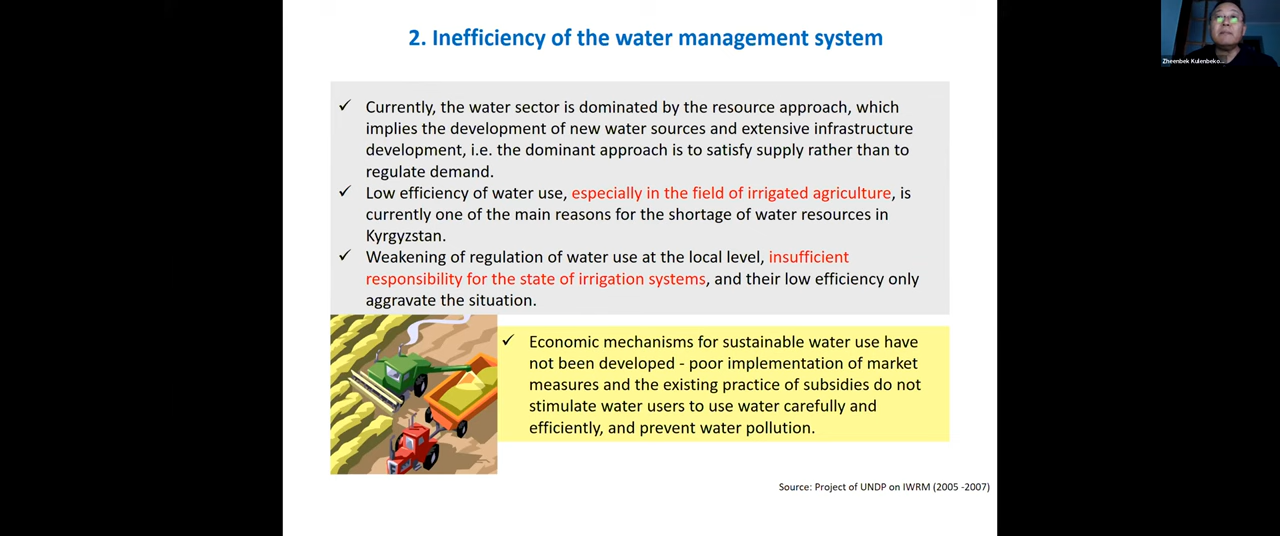 2. Inefficiency of the water management system
Zheenbek Kulenbeko...
✓ Currently, the water sector is dominated by the resource approach, which
implies the development of new water sources and extensive infrastructure
development, i.e. the dominant approach is to satisfy supply rather than to
regulate demand.
✓ Low efficiency of water use, especially in the field of irrigated agriculture, is
currently one of the main reasons for the shortage of water resources in
Kyrgyzstan.
✓ Weakening of regulation of water use at the local level, insufficient
responsibility for the state of irrigation systems, and their low efficiency only
aggravate the situation.
✓ Economic mechanisms for sustainable water use have
not been developed - poor implementation of market
measures and the existing practice of subsidies do not
stimulate water users to use water carefully and
efficiently, and prevent water pollution.
Source: Project of UNDP on IWRM (2005 -2007)